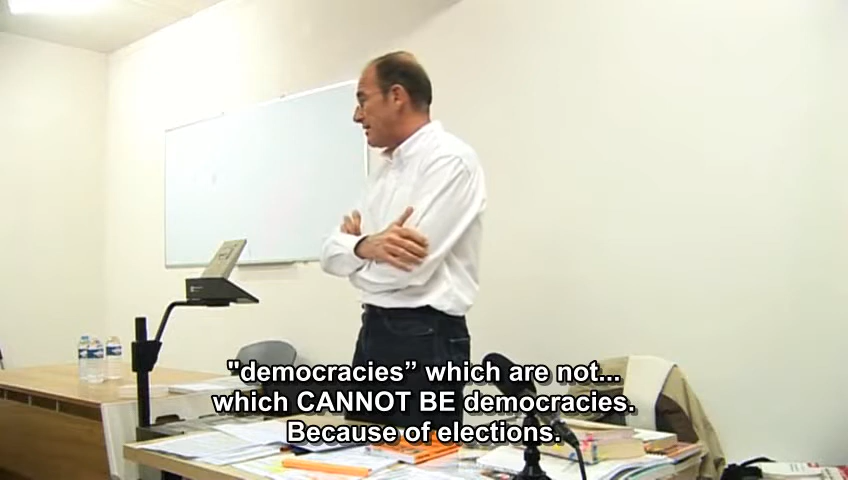 "democracies” which are not...
which CANNOT BE democracies.
Because of elections.